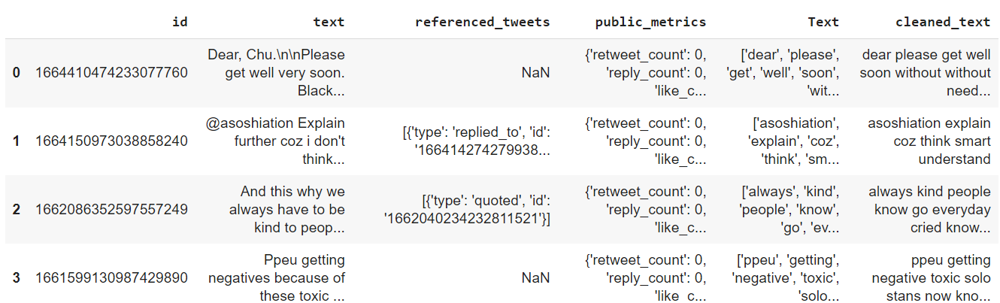 id text referenced_tweets public_metrics Text cleaned_text
Dear, Chu.\n\nPlease {'retweet_count': 0, ['dear', 'please', dear please get well
0 1664410474233077760 get well very soon. NaN 'reply_count': 0, 'get', 'well', 'soon', soon without without
Black... 'like_c... 'wit... need...
@asoshiation Explain {'retweet_count': 0, ['asoshiation', asoshiation explain
1 1664150973038858240 further coz i don't [{'type': 'replied_to', 'id': 'reply_count': 0, 'explain', 'coz', coz think smart
think... '166414274279938... 'like_c... 'think', 'sm... understand
And this why we {'retweet_count': 0, ['always', 'kind', always kind people
2 1662086352597557249 always have to be [{'type': 'quoted', 'id': 'reply_count': 0, 'people', 'know', know go everyday
kind to peop... '1662040234232811521'}] 'like_c... 'go', 'ev... cried know...
Ppeu getting {'retweet_count': 0, ['ppeu', 'getting', ppeu getting
3 1661599130987429890 negatives because of NaN 'reply_count': 0, 'negative', 'toxic', negative toxic solo
these toxic ... 'like_c... 'solo... stans now kno...